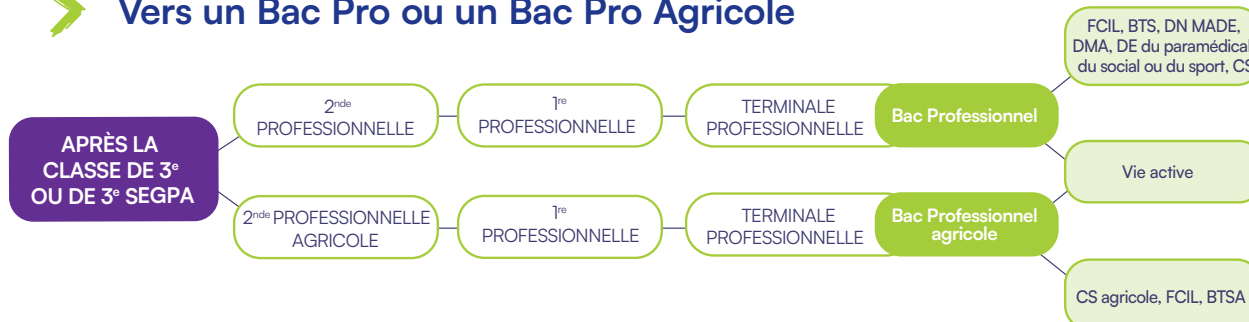 Vers un Bac Pro ou un Bac Pro Agricole
FCIL, BTS, DN MADE,
DMA, DE du paramédical
du social ou du sport, CS
2nde
PROFESSIONNELLE
1re
PROFESSIONNELLE
TERMINALE
PROFESSIONNELLE
Bac Professionnel
APRÈS LA
CLASSE DE 3e
OU DE 3e SEGPA
Vie active
2nde PROFESSIONNELLE
AGRICOLE
1re
PROFESSIONNELLE
TERMINALE
PROFESSIONNELLE
Bac Professionnel
agricole
CS agricole, FCIL, BTSA